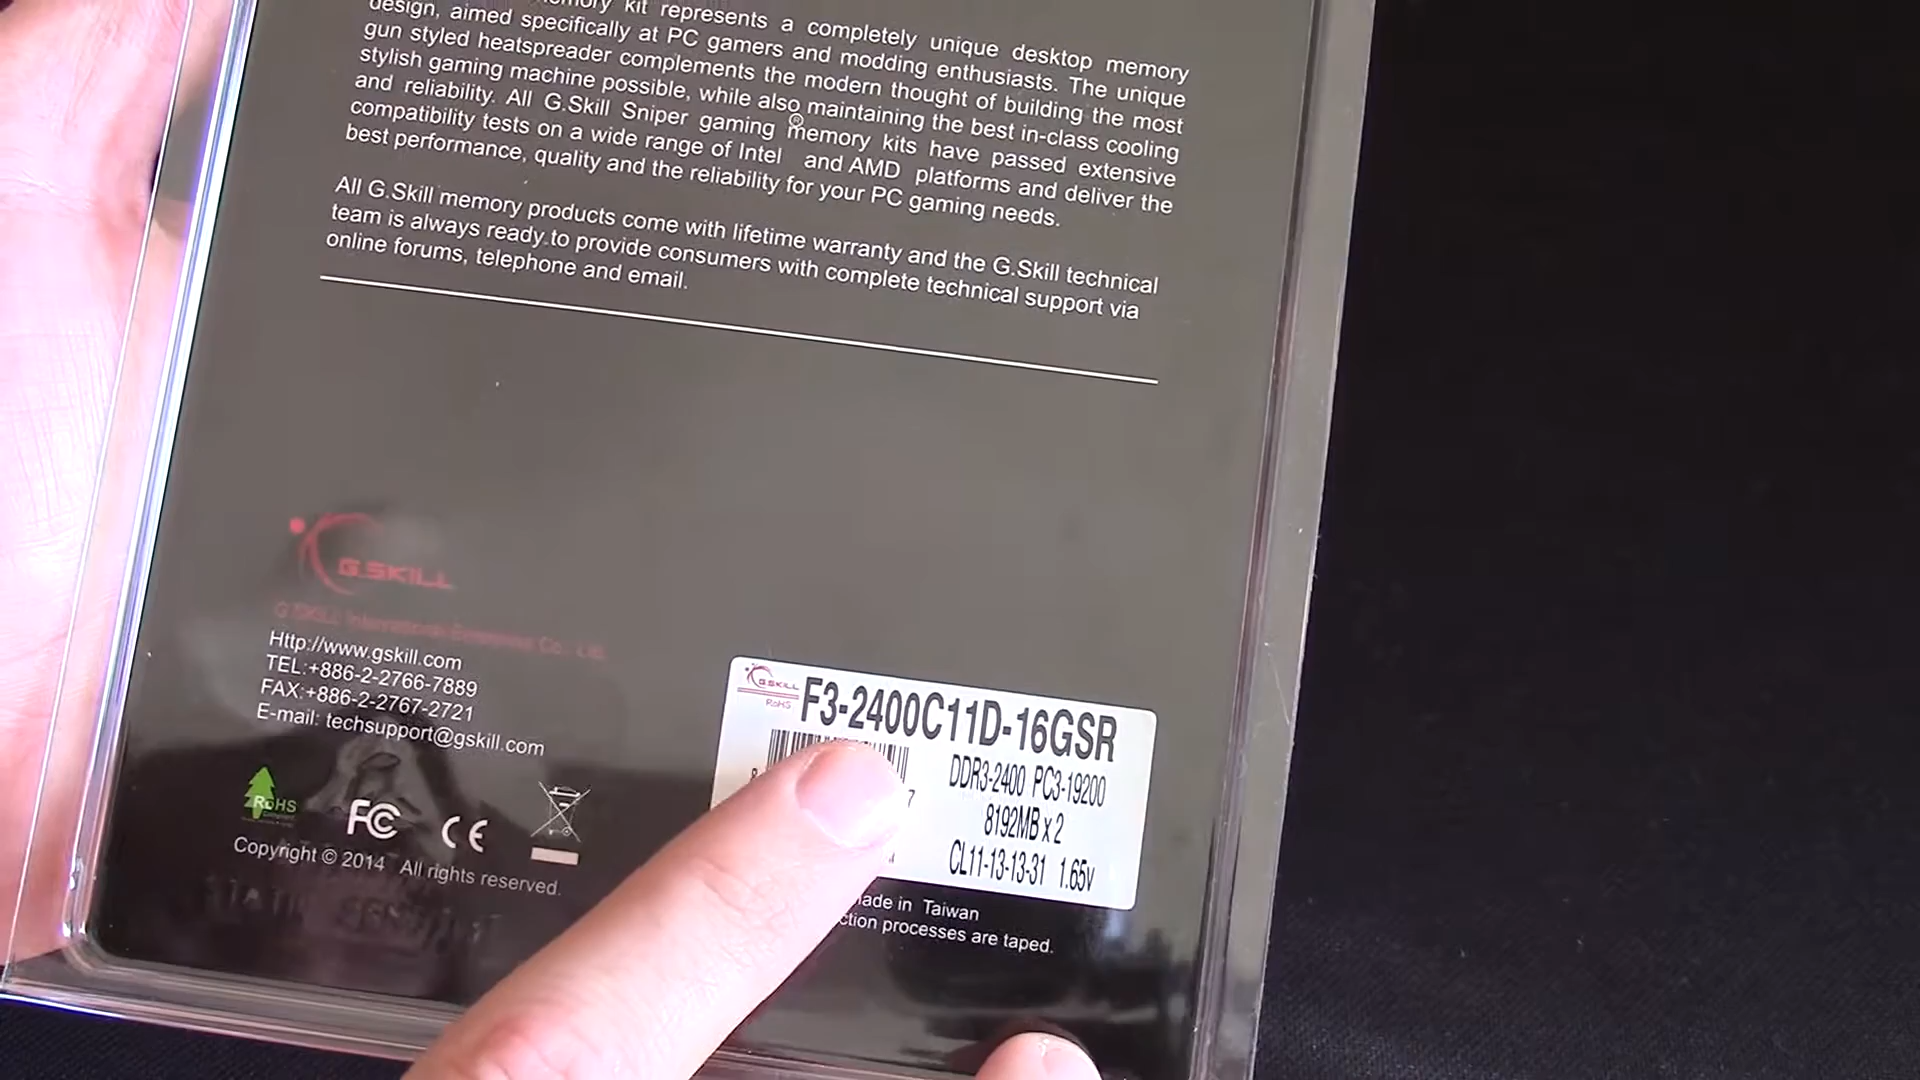 memory kit represents a completely unique desktop memory
design, aimed specifically at PC gamers and modding enthusiasts. The unique
gun styled heatspreader complements the modern thought of building the most
stylish gaming machine possible, while also maintaining the best in-class cooling
and reliability. All G.Skill Sniper gaming memory kits have passed extensive
compatibility tests on a wide range of Intel® and AMD platforms and deliver the
best performance, quality and the reliability for your PC gaming needs.
All G.Skill memory products come with lifetime warranty and the G.Skill technical
team is always ready to provide consumers with complete technical support via
online forums, telephone and email.
G.SKILL
G.SKILL International Enterprise Co., Ltd.
Http://www.gskill.com
TEL:+886-2-2766-7889
FAX:+886-2-2767-2721
E-mail: techsupport@gskill.com
RoHS
FC CE
Copyright © 2014 All rights reserved.
G.SKILL
RoHS
F3-2400C11D-16GSR
DDR3-2400 PC3-19200
8192MB x 2
CL11-13-13-31 1.65v
in Taiwan
processes are taped.